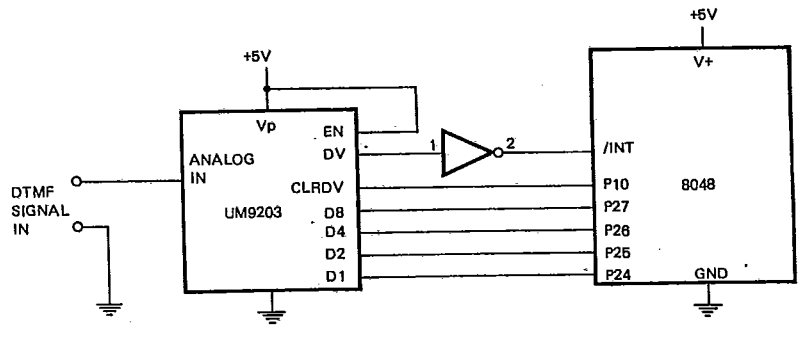 +5V
+5V
V+
Vp
EN
DV
1
2
/INT
ANALOG
IN
DTMF
SIGNAL
IN
CLRDV
P10
8048
UM9203
D8
P27
D4
P26
D2
P25
D1
P24
GND